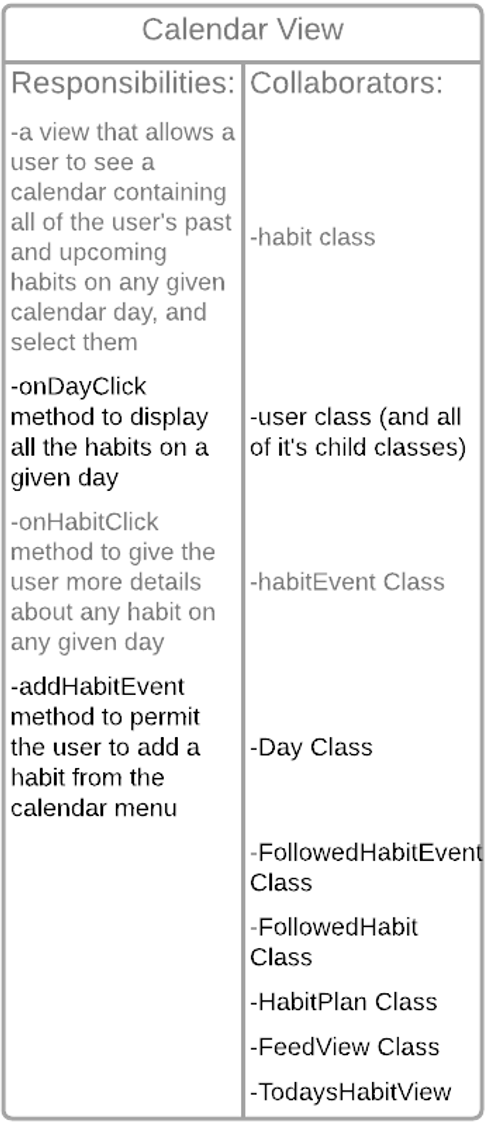 Calendar View
Responsibilities:
-a view that allows a
user to see a
calendar containing
all of the user's past
and upcoming
habits on any given
calendar day, and
select them
-onDayClick
method to display
all the habits on a
given day
-onHabitClick
method to give the
user more details
about any habit on
any given day
-addHabitEvent
method to permit
the user to add a
habit from the
calendar menu
Collaborators:
-habit class
-user class (and all
of it's child classes)
-habitEvent Class
-Day Class
-FollowedHabitEvent
Class
-FollowedHabit
Class
-HabitPlan Class
-FeedView Class
-TodaysHabitView